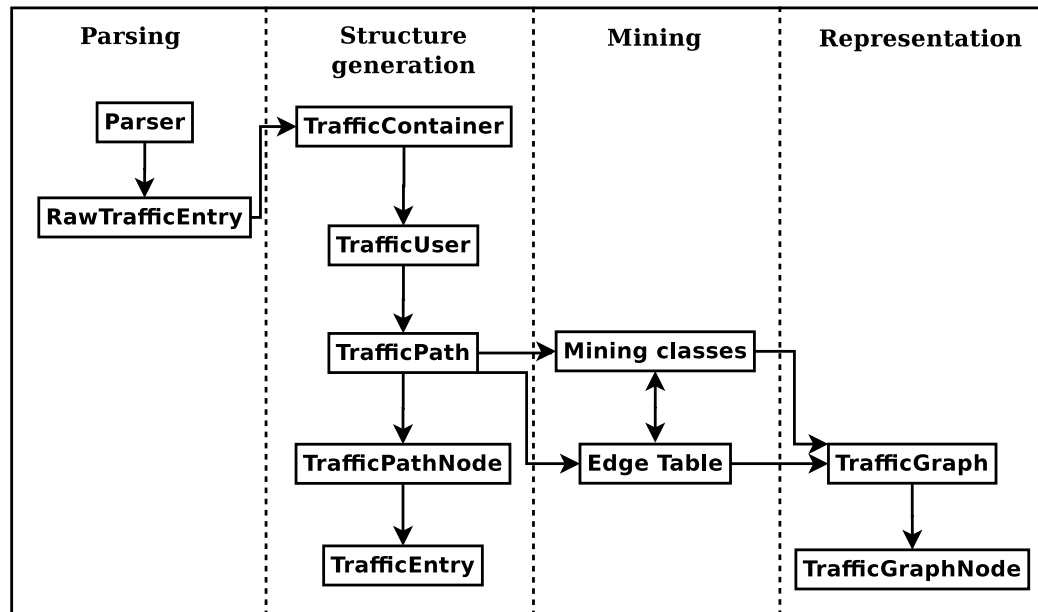 Parsing
Structure
generation
Mining
Representation
Parser
RawTrafficEntry
TrafficContainer
TrafficUser
TrafficPath
TrafficPathNode
TrafficEntry
Mining classes
Edge Table
TrafficGraph
TrafficGraphNode